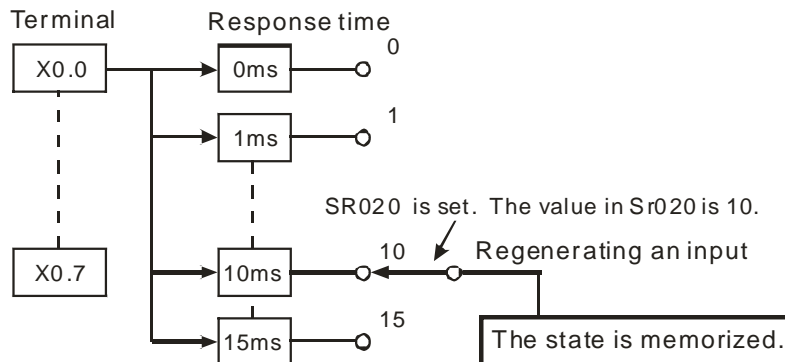 Terminal
Response time
X0.0
0ms
0
1ms
1
SR020 is set. The value in Sr020 is 10.
X0.7
10ms
10
Regenerating an input
15ms
15
The state is memorized.